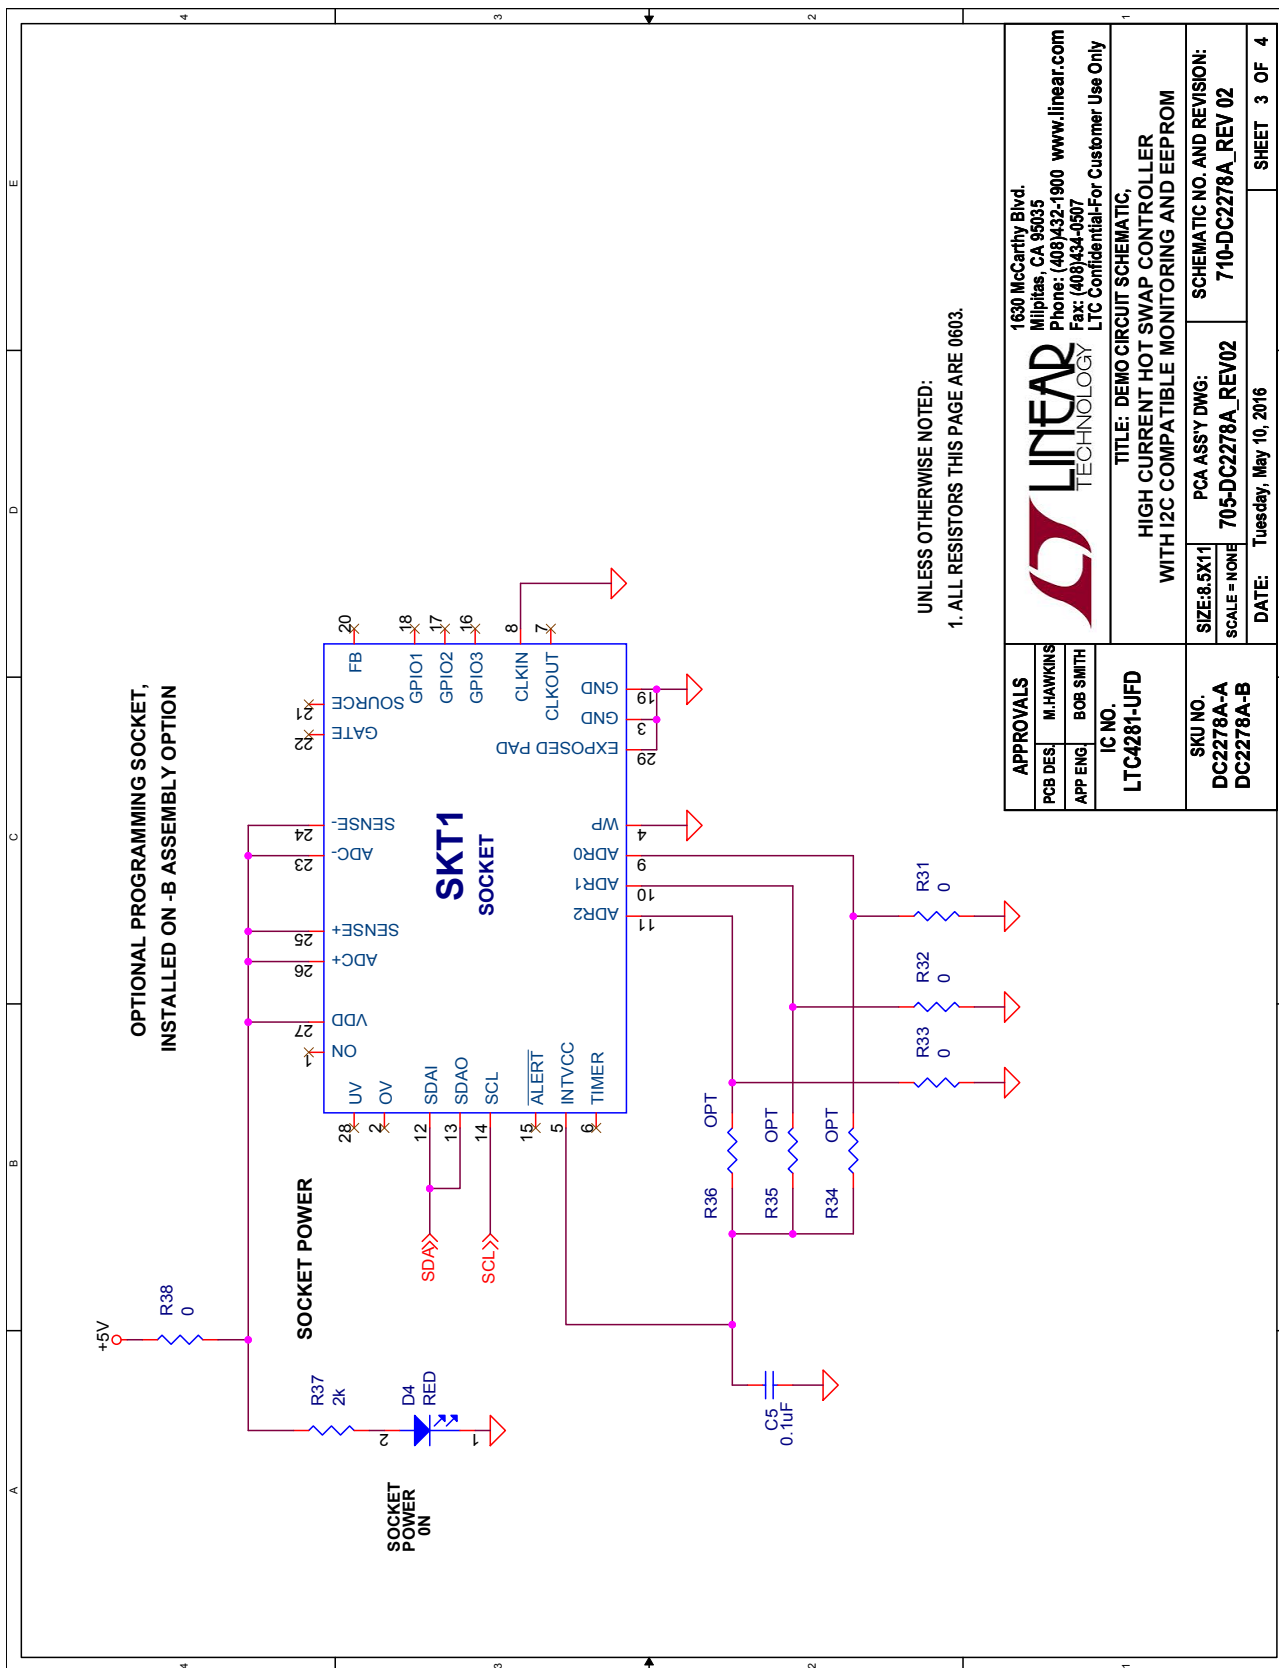 E
D
C
B
A
4
3
2
1
4
3
2
1
OPTIONAL PROGRAMMING SOCKET,
INSTALLED ON -B ASSEMBLY OPTION
+5V
R38
0
SOCKET POWER
R37
2k
D4
RED
2
1
SOCKET
POWER
0N
SDA
SCL
SKT1
SOCKET
UV
28
OV
2
SDAI
12
SDAO
13
SCL
14
ALERT
15
INTVCC
5
TIMER
6
ON
1
VDD
27
ADC+
26
SENSE+
25
ADC-
23
SENSE-
24
GATE
22
SOURCE
21
FB
20
GPIO1
18
GPIO2
17
GPIO3
16
CLKIN
8
CLKOUT
7
ADR2
11
ADR1
10
ADR0
9
WP
4
EXPOSED PAD
29
GND
3
GND
19
R36
OPT
R35
OPT
R34
OPT
R33
0
R32
0
R31
0
C5
0.1uF
UNLESS OTHERWISE NOTED:
1. ALL RESISTORS THIS PAGE ARE 0603.
APPROVALS
PCB DES.
M.HAWKINS
APP ENG.
BOB SMITH
IC NO.
LTC4281-UFD
SKU NO.
DC2278A-A
DC2278A-B
LINEAR
TECHNOLOGY
1630 McCarthy Blvd.
Milpitas, CA 95035
Phone: (408)432-1900 www.linear.com
Fax: (408)434-0507
LTC Confidential-For Customer Use Only
TITLE: DEMO CIRCUIT SCHEMATIC,
HIGH CURRENT HOT SWAP CONTROLLER
WITH I2C COMPATIBLE MONITORING AND EEPROM
SIZE:8.5X11
SCALE = NONE
PCA ASS'Y DWG:
705-DC2278A_REV02
SCHEMATIC NO. AND REVISION:
710-DC2278A_REV 02
DATE: Tuesday, May 10, 2016
SHEET 3 OF 4